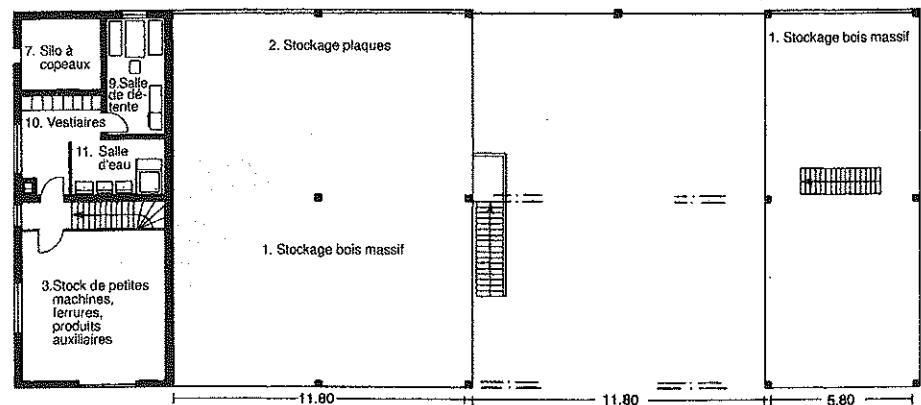 7. Silo à
copeaux
9.Salle
de dé-
tente
10. Vestiaires
11. Salle
d'eau
3.Stock de petites
machines,
ferrures,
produits
auxiliaires
2. Stockage plaques
1. Stockage bois massif
1. Stockage bois massif
11.80
11.80
5.80